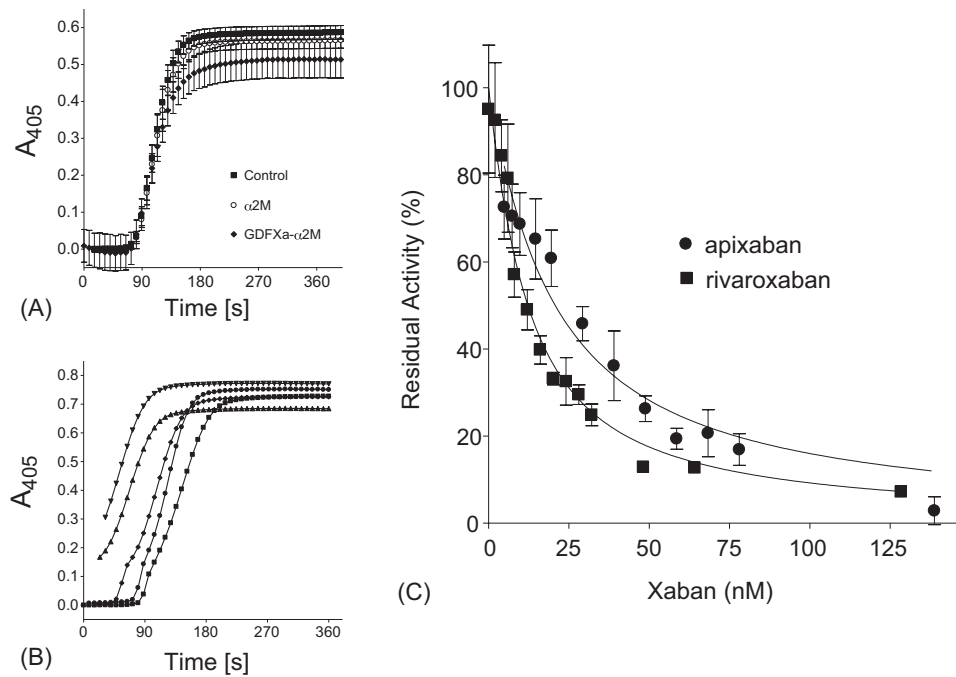 0.6
0.5
0.4
0.3
0.2
0.1
0.0
A405
Control
α2M
GDFXa-α2M
0 90 180 270 360
Time [s]
(A)
0.8
0.7
0.6
0.5
0.4
0.3
0.2
0.1
0.0
A405
0 90 180 270 360
Time [s]
(B)
100
80
60
40
20
0
Residual Activity (%)
apixaban
rivaroxaban
0 25 50 75 100 125
Xaban (nM)
(C)